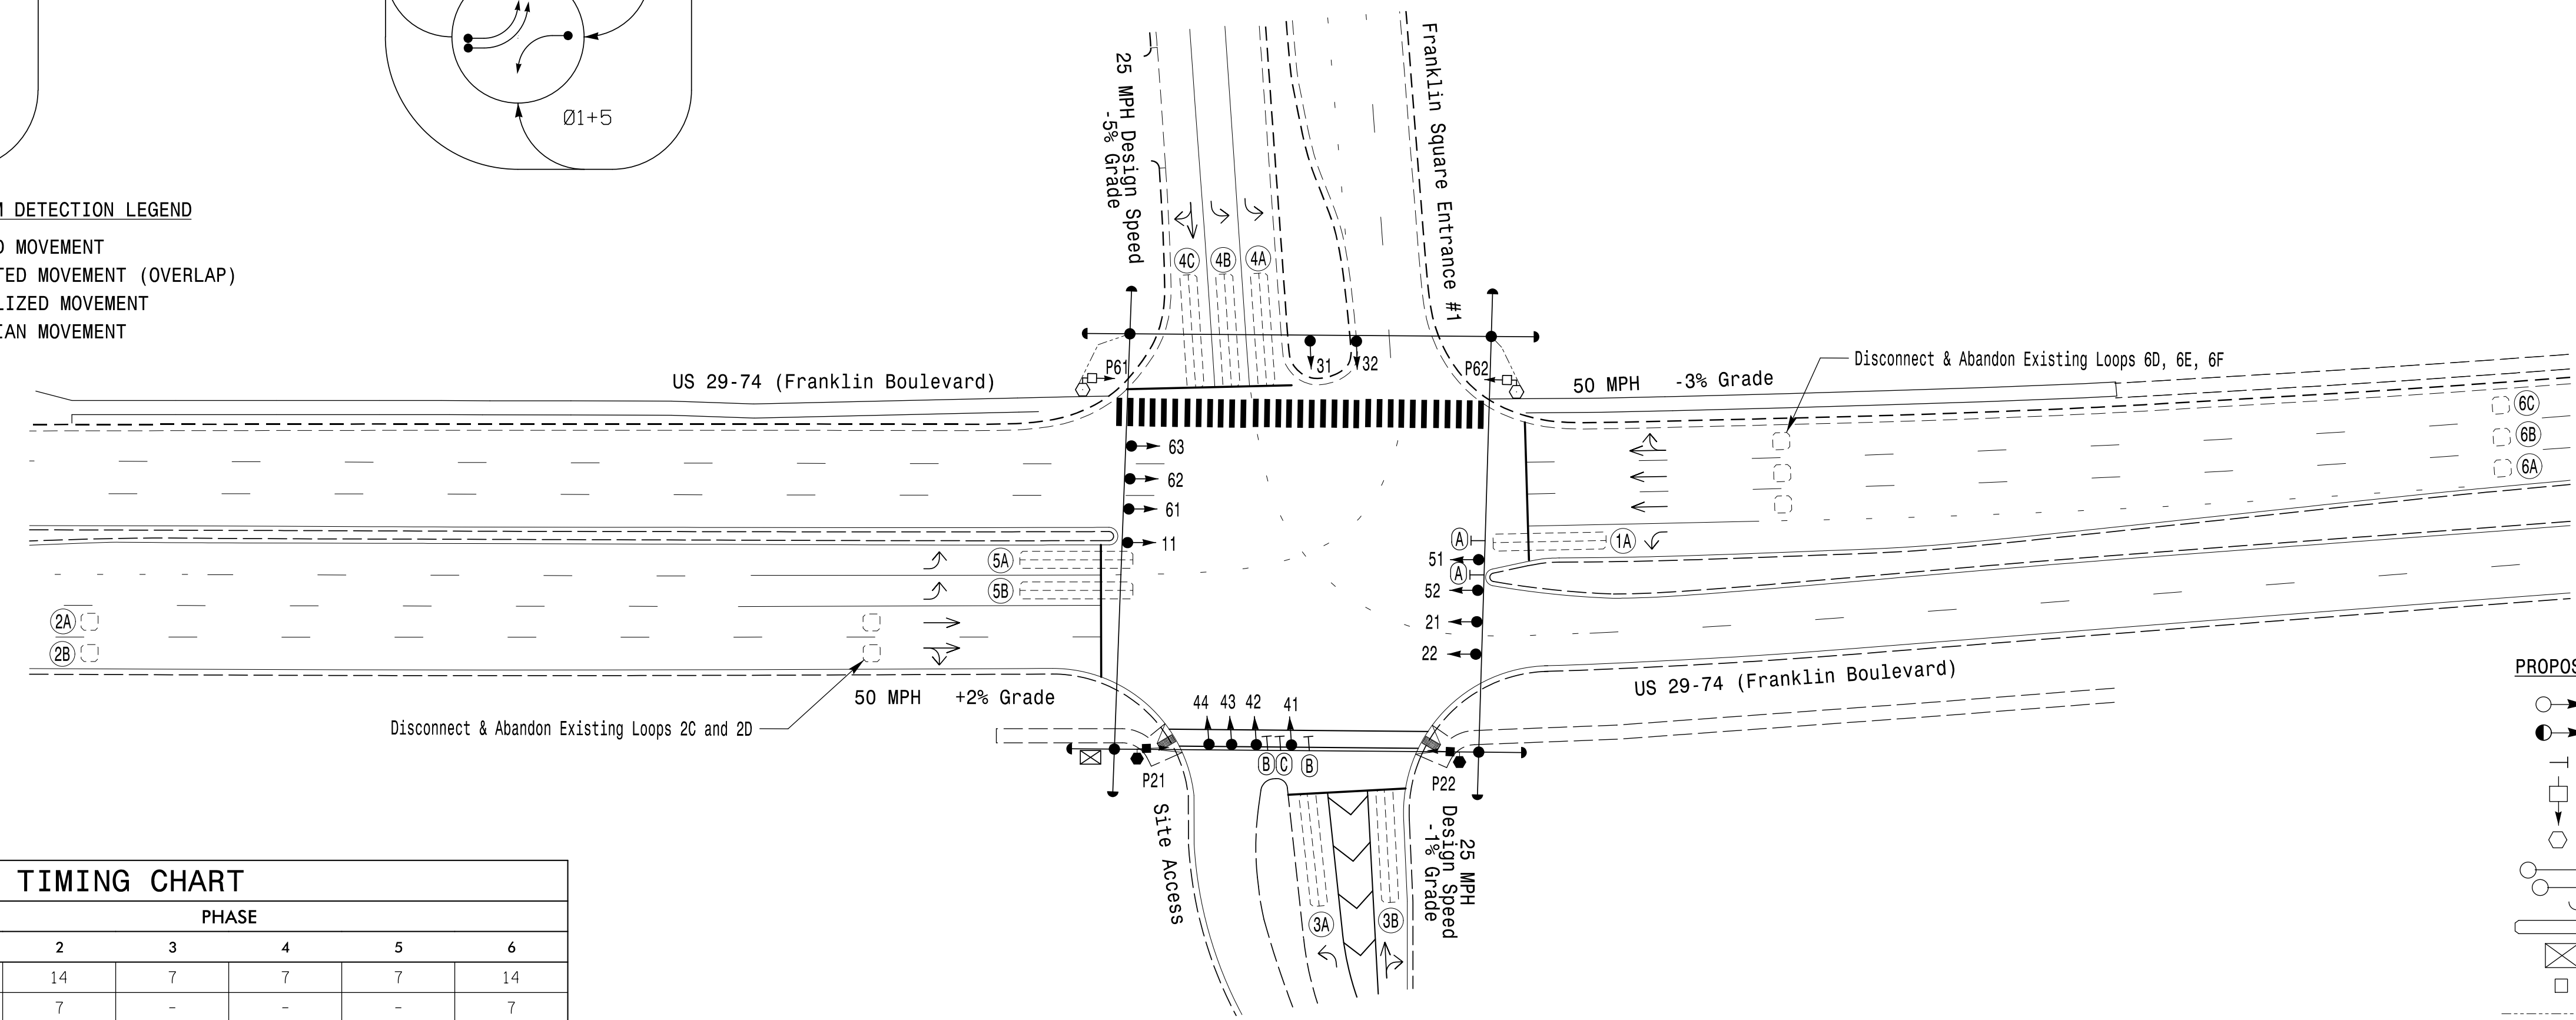 Ø1+5
M DETECTION LEGEND
D MOVEMENT
TED MOVEMENT (OVERLAP)
LIZED MOVEMENT
IAN MOVEMENT
25 MPH Design Speed
-5% Grade
Franklin Square Entrance #1
4C
4B
4A
31
32
P61
P62
US 29-74 (Franklin Boulevard)
50 MPH -3% Grade
Disconnect & Abandon Existing Loops 6D, 6E, 6F
6C
6B
6A
63
62
61
11
A
1A
51
A
52
21
22
5A
5B
2A
2B
50 MPH +2% Grade
Disconnect & Abandon Existing Loops 2C and 2D
US 29-74 (Franklin Boulevard)
44
43
42
41
B
C
B
P21
P22
Site Access
25 MPH
Design Speed
-1% Grade
3A
3B
PROPOS
TIMING CHART
PHASE
2 3 4 5 6
14 7 7 7 14
7 - - - 7